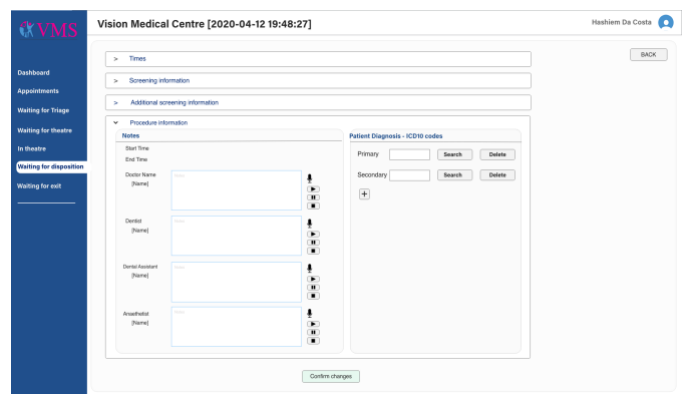 VMS
Vision Medical Centre [2020-04-12 19:48:27]
Hashiem Da Costa
BACK
Dashboard
Appointments
Waiting for Triage
Waiting for theatre
In theatre
Waiting for disposition
Waiting for exit
> Times
> Screening information
> Additional screening information
Procedure information
Notes
Start Time
End Time
Doctor Name
[Name]
Dentist
[Name]
Dental Assistant
[Name]
Anaethetist
[Name]
Patient Diagnosis - ICD10 codes
Primary Search Delete
Secondary Search Delete
+
Confirm changes